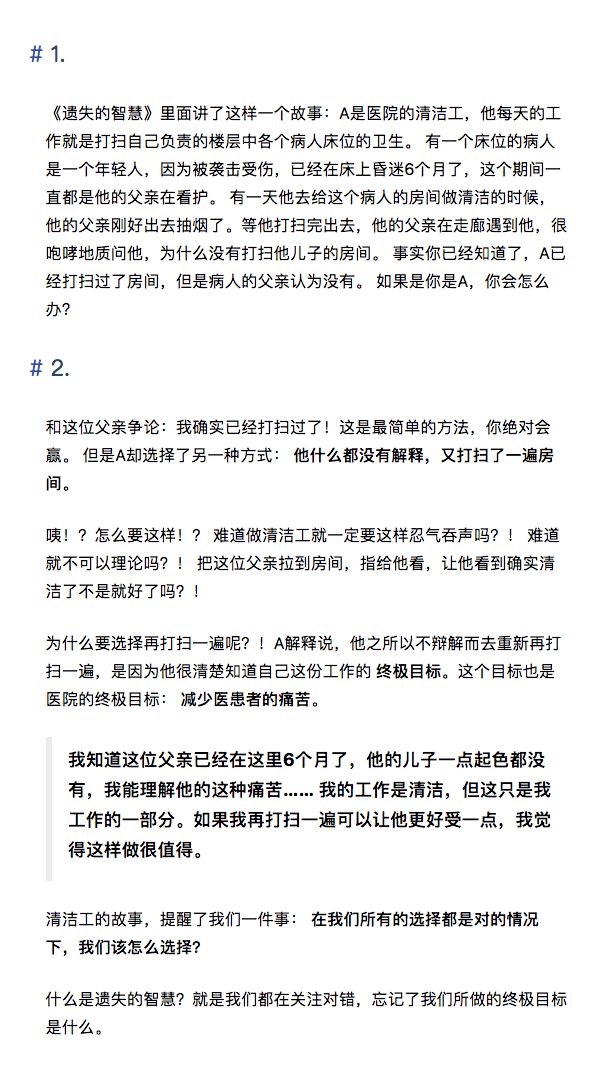 # 1.
《遗失的智慧》里面讲了这样一个故事：A是医院的清洁工，他每天的工
作就是打扫自己负责的楼层中各个病人床位的卫生。 有一个床位的病人
是一个年轻人，因为被袭击受伤，已经在床上昏迷6个月了，这个期间一
直都是他的父亲在看护。 有一天他去给这个病人的房间做清洁的时候，
他的父亲刚好出去抽烟了。等他打扫完出去，他的父亲在走廊遇到他，很
咆哮地质问他，为什么没有打扫他儿子的房间。 事实你已经知道了，A已
经打扫过了房间，但是病人的父亲认为没有。 如果是你是A，你会怎么
办？
# 2.
和这位父亲争论：我确实已经打扫过了！这是最简单的方法，你绝对会
赢。 但是A却选择了另一种方式： 他什么都没有解释，又打扫了一遍房
间。
咦！？怎么要这样！？ 难道做清洁工就一定要这样忍气吞声吗？！ 难道
就不可以理论吗？！ 把这位父亲拉到房间，指给他看，让他看到确实清
洁了不是就好了吗？！
为什么要选择再打扫一遍呢？！A解释说，他之所以不辩解而去重新再打
扫一遍，是因为他很清楚知道自己这份工作的 终极目标。这个目标也是
医院的终极目标： 减少医患者的痛苦。
我知道这位父亲已经在这里6个月了，他的儿子一点起色都没
有，我能理解他的这种痛苦…… 我的工作是清洁，但这只是我
工作的一部分。如果我再打扫一遍可以让他更好受一点，我觉
得这样做很值得。
清洁工的故事，提醒了我们一件事： 在我们所有的选择都是对的情况
下，我们该怎么选择？
什么是遗失的智慧？就是我们都在关注对错，忘记了我们所做的终极目标
是什么。